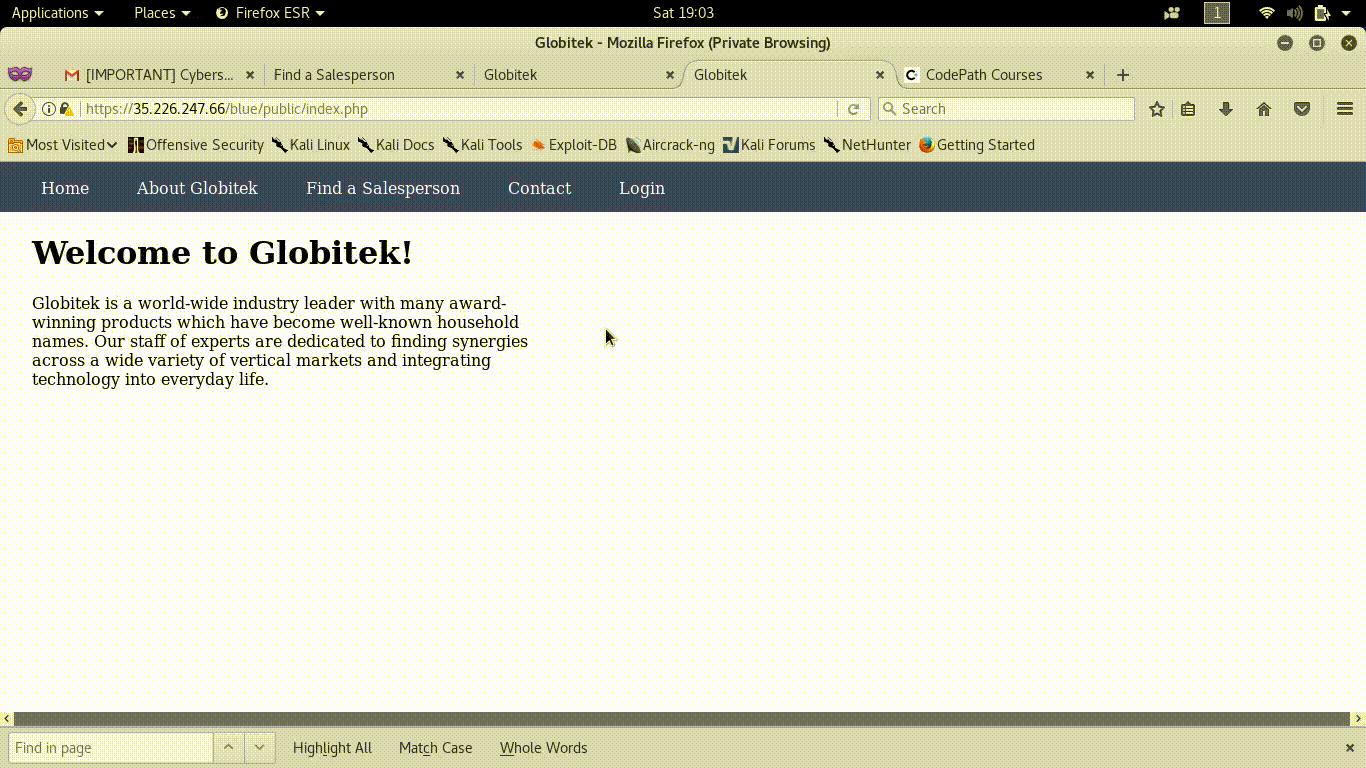 Applications Places Firefox ESR Sat 19:03 1
Globitek - Mozilla Firefox (Private Browsing)
[IMPORTANT] Cybers... Find a Salesperson Globitek Globitek CodePath Courses
https://35.226.247.66/blue/public/index.php Search
Most Visited Offensive Security Kali Linux Kali Docs Kali Tools Exploit-DB Aircrack-ng Kali Forums NetHunter Getting Started
Home About Globitek Find a Salesperson Contact Login
Welcome to Globitek!
Globitek is a world-wide industry leader with many award-
winning products which have become well-known household
names. Our staff of experts are dedicated to finding synergies
across a wide variety of vertical markets and integrating
technology into everyday life.
Find in page Highlight All Match Case Whole Words